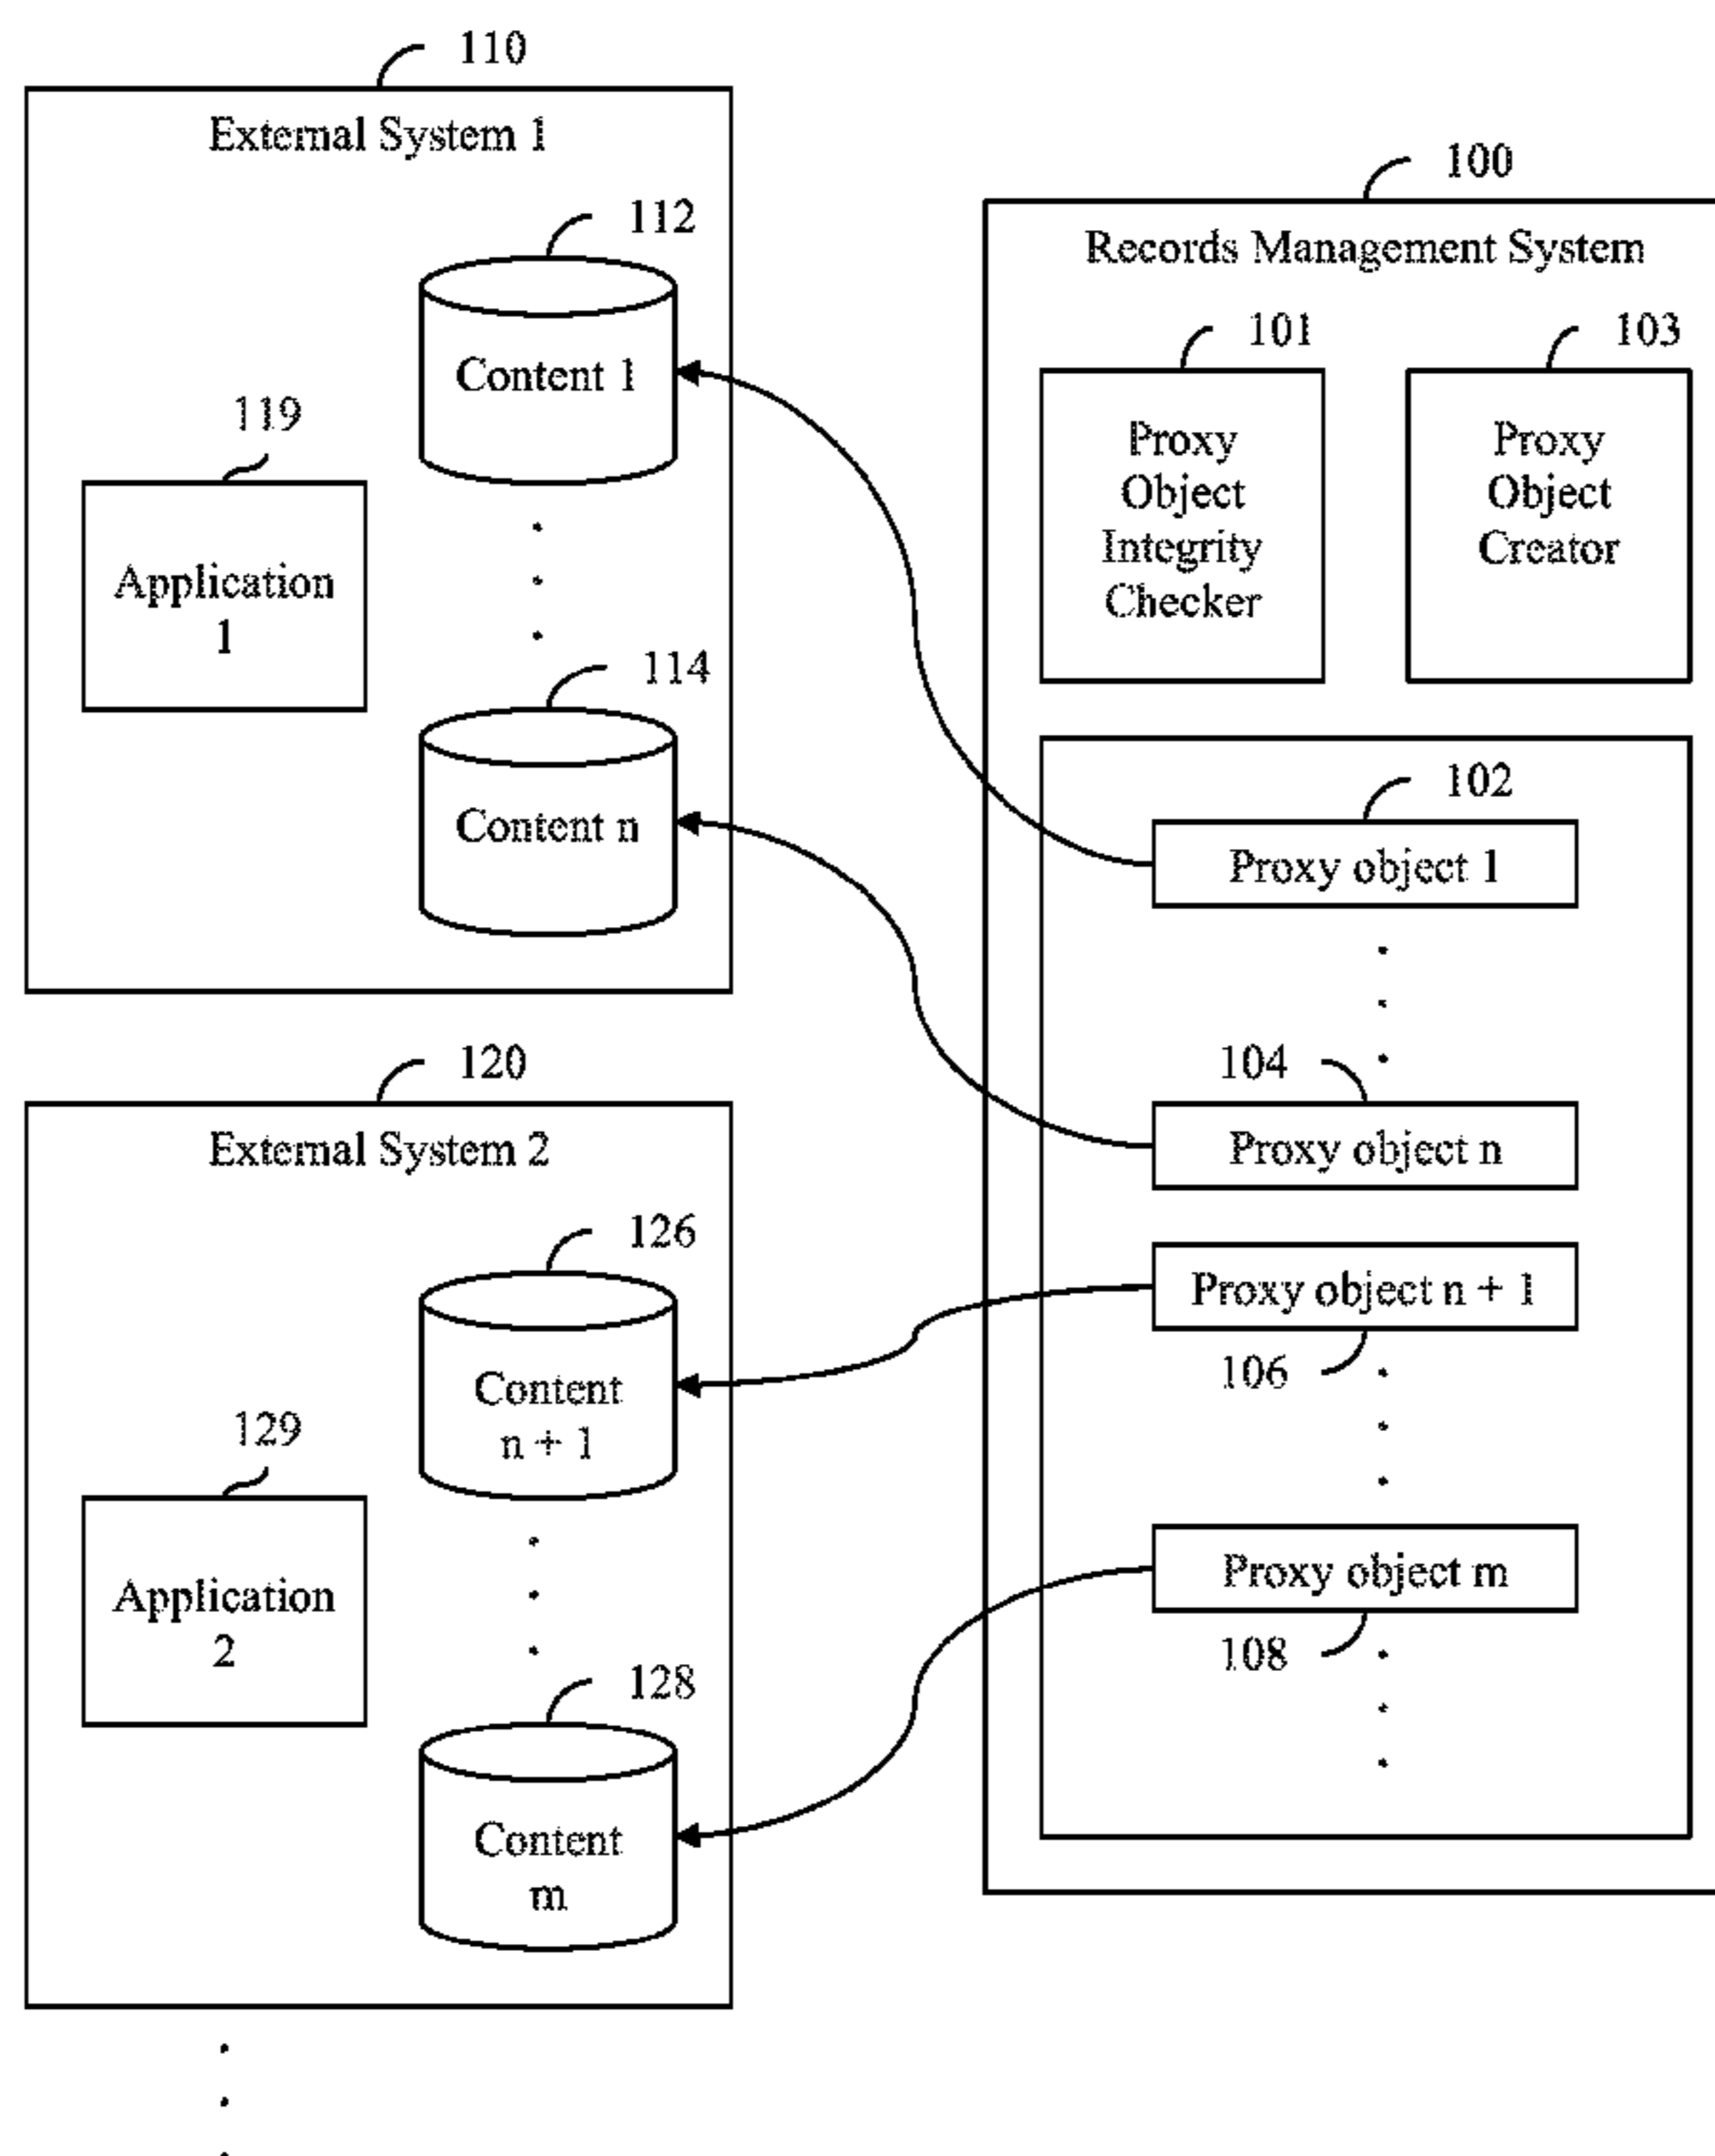 110
External System 1
112
Content 1
119
Application
1
114
Content n
120
External System 2
126
Content
n + 1
129
Application
2
128
Content
m
100
Records Management System
101
Proxy
Object
Integrity
Checker
103
Proxy
Object
Creator
102
Proxy object 1
104
Proxy object n
Proxy object n + 1
106
Proxy object m
108